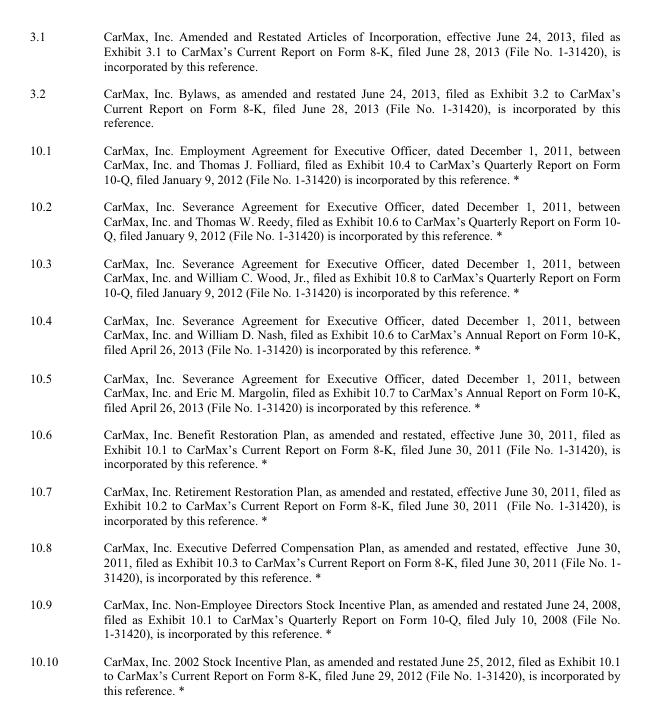 3.1 CarMax, Inc. Amended and Restated Articles of Incorporation, effective June 24, 2013, filed as
Exhibit 3.1 to CarMax’s Current Report on Form 8-K, filed June 28, 2013 (File No. 1-31420), is
incorporated by this reference.
3.2 CarMax, Inc. Bylaws, as amended and restated June 24, 2013, filed as Exhibit 3.2 to CarMax’s
Current Report on Form 8-K, filed June 28, 2013 (File No. 1-31420), is incorporated by this
reference.
10.1 CarMax, Inc. Employment Agreement for Executive Officer, dated December 1, 2011, between
CarMax, Inc. and Thomas J. Folliard, filed as Exhibit 10.4 to CarMax’s Quarterly Report on Form
10-Q, filed January 9, 2012 (File No. 1-31420) is incorporated by this reference. *
10.2 CarMax, Inc. Severance Agreement for Executive Officer, dated December 1, 2011, between
CarMax, Inc. and Thomas W. Reedy, filed as Exhibit 10.6 to CarMax’s Quarterly Report on Form 10-
Q, filed January 9, 2012 (File No. 1-31420) is incorporated by this reference. *
10.3 CarMax, Inc. Severance Agreement for Executive Officer, dated December 1, 2011, between
CarMax, Inc. and William C. Wood, Jr., filed as Exhibit 10.8 to CarMax’s Quarterly Report on Form
10-Q, filed January 9, 2012 (File No. 1-31420) is incorporated by this reference. *
10.4 CarMax, Inc. Severance Agreement for Executive Officer, dated December 1, 2011, between
CarMax, Inc. and William D. Nash, filed as Exhibit 10.6 to CarMax’s Annual Report on Form 10-K,
filed April 26, 2013 (File No. 1-31420) is incorporated by this reference. *
10.5 CarMax, Inc. Severance Agreement for Executive Officer, dated December 1, 2011, between
CarMax, Inc. and Eric M. Margolin, filed as Exhibit 10.7 to CarMax’s Annual Report on Form 10-K,
filed April 26, 2013 (File No. 1-31420) is incorporated by this reference. *
10.6 CarMax, Inc. Benefit Restoration Plan, as amended and restated, effective June 30, 2011, filed as
Exhibit 10.1 to CarMax’s Current Report on Form 8-K, filed June 30, 2011 (File No. 1-31420), is
incorporated by this reference. *
10.7 CarMax, Inc. Retirement Restoration Plan, as amended and restated, effective June 30, 2011, filed as
Exhibit 10.2 to CarMax’s Current Report on Form 8-K, filed June 30, 2011 (File No. 1-31420), is
incorporated by this reference. *
10.8 CarMax, Inc. Executive Deferred Compensation Plan, as amended and restated, effective June 30,
2011, filed as Exhibit 10.3 to CarMax’s Current Report on Form 8-K, filed June 30, 2011 (File No. 1-
31420), is incorporated by this reference. *
10.9 CarMax, Inc. Non-Employee Directors Stock Incentive Plan, as amended and restated June 24, 2008,
filed as Exhibit 10.1 to CarMax’s Quarterly Report on Form 10-Q, filed July 10, 2008 (File No.
1-31420), is incorporated by this reference. *
10.10 CarMax, Inc. 2002 Stock Incentive Plan, as amended and restated June 25, 2012, filed as Exhibit 10.1
to CarMax’s Current Report on Form 8-K, filed June 29, 2012 (File No. 1-31420), is incorporated by
this reference. *